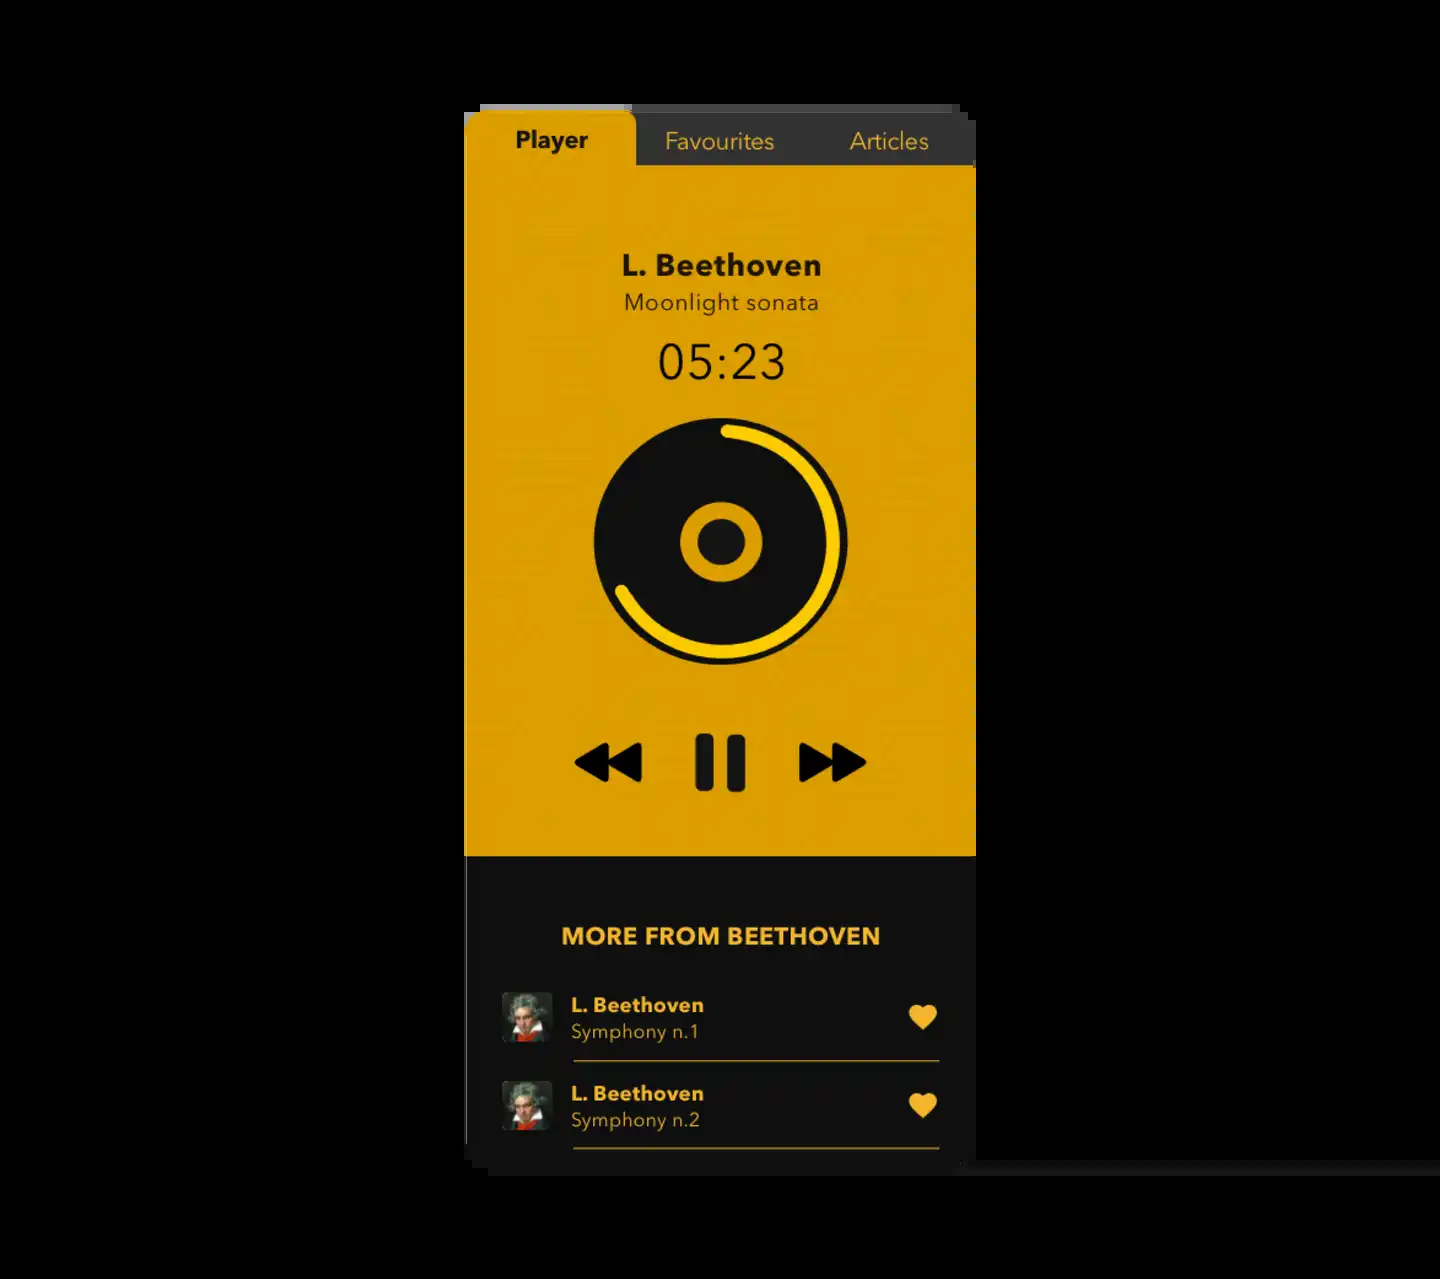 Player Favourites Articles
L. Beethoven
Moonlight sonata
05:23
MORE FROM BEETHOVEN
L. Beethoven
Symphony n.1
L. Beethoven
Symphony n.2